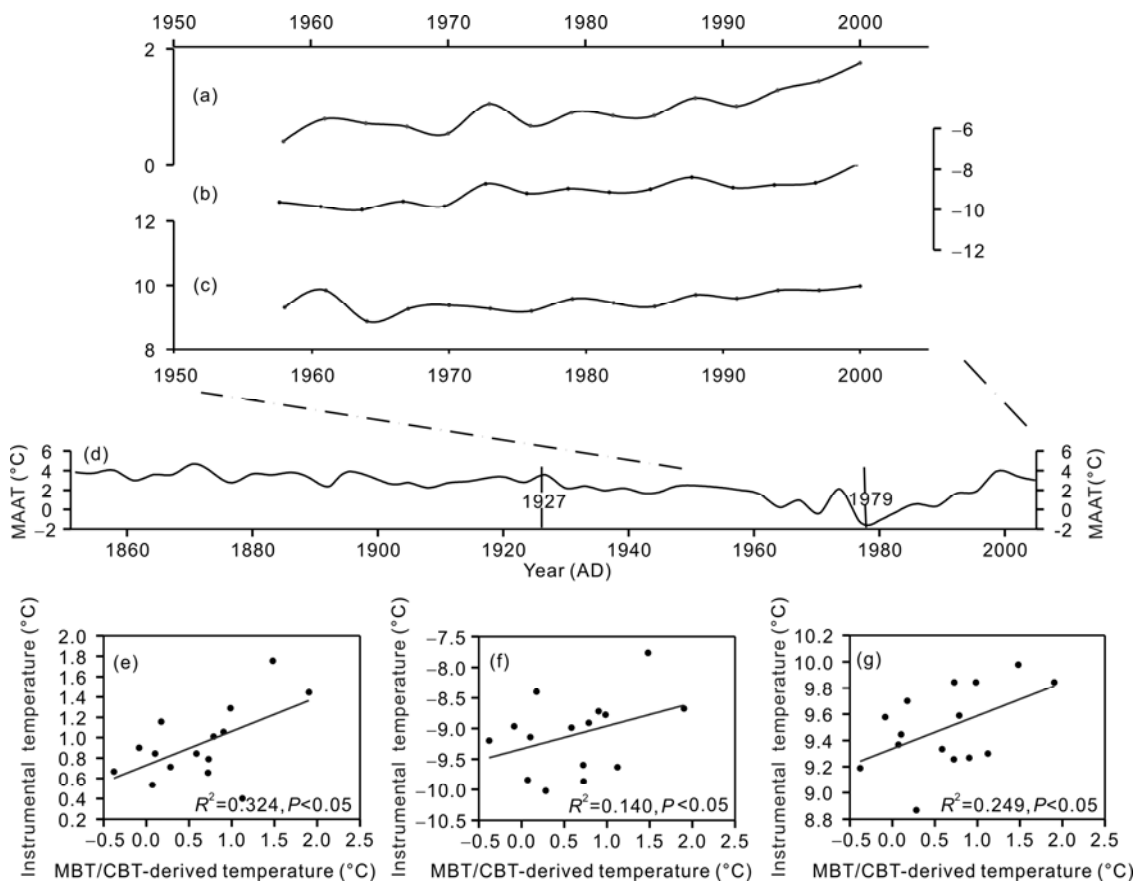 1950 1960 1970 1980 1990 2000
2
(a)
0
−6
−8
−10
−12
(b)
12
10
8
(c)
1950 1960 1970 1980 1990 2000
MAAT (°C)
6
4
2
0
−2
(d)
1927
1979
6
4
2
0
-2
MAAT (°C)
1860 1880 1900 1920 1940 1960 1980 2000
Year (AD)
Instrumental temperature (°C)
2.0
1.8
1.6
1.4
1.2
1.0
0.8
0.6
0.4
0.2
(e)
R²=0.324, P<0.05
−0.5 0.0 0.5 1.0 1.5 2.0 2.5
MBT/CBT-derived temperature (°C)
Instrumental temperature (°C)
−7.5
−8.0
−8.5
−9.0
−9.5
−10.0
−10.5
(f)
R²=0.140, P<0.05
−0.5 0.0 0.5 1.0 1.5 2.0 2.5
MBT/CBT-derived temperature (°C)
Instrumental temperature (°C)
10.2
9.8
9.6
9.2
9.0
8.8
(g)
R²=0.249, P<0.05
−0.5 0.0 0.5 1.0 1.5 2.0 2.5
MBT/CBT-derived temperature (°C)